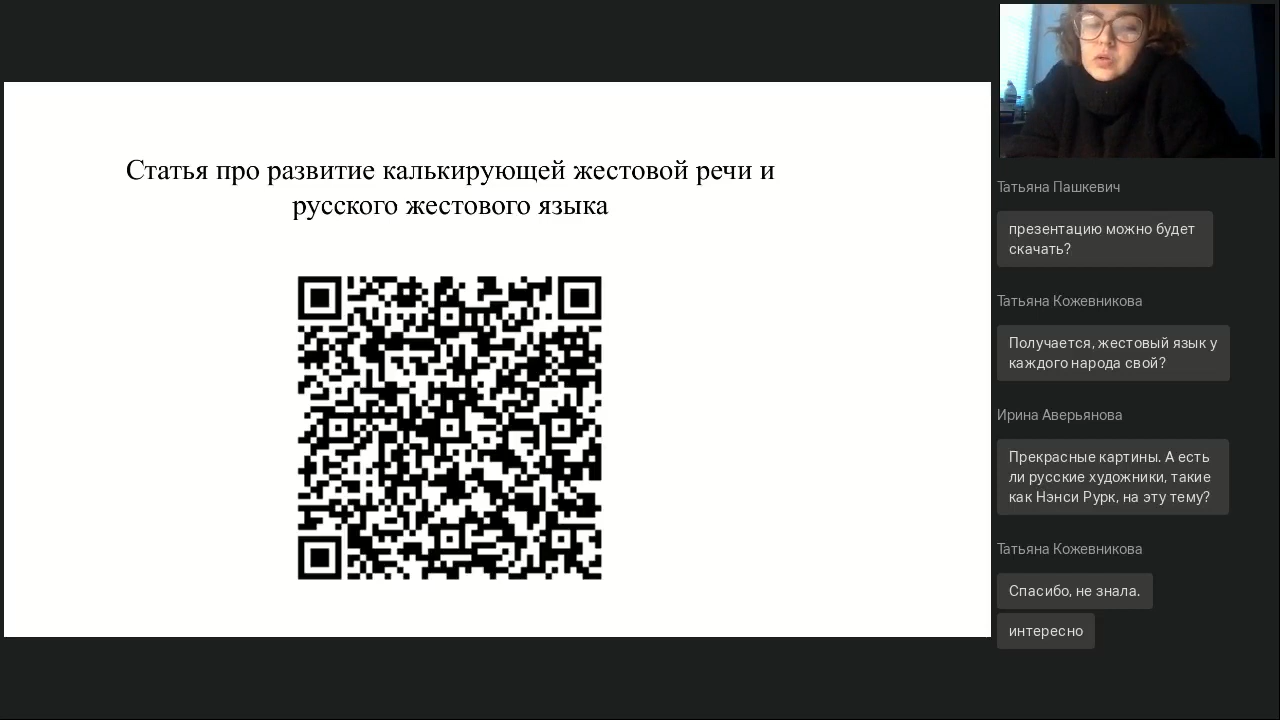 Статья про развитие калькирующей жестовой речи и
русского жестового языка
Татьяна Пашкевич
презентацию можно будет
скачать?
Татьяна Кожевникова
Получается, жестовый язык у
каждого народа свой?
Ирина Аверьянова
Прекрасные картины. А есть
ли русские художники, такие
как Нэнси Рурк, на эту тему?
Татьяна Кожевникова
Спасибо, не знала.
интересно